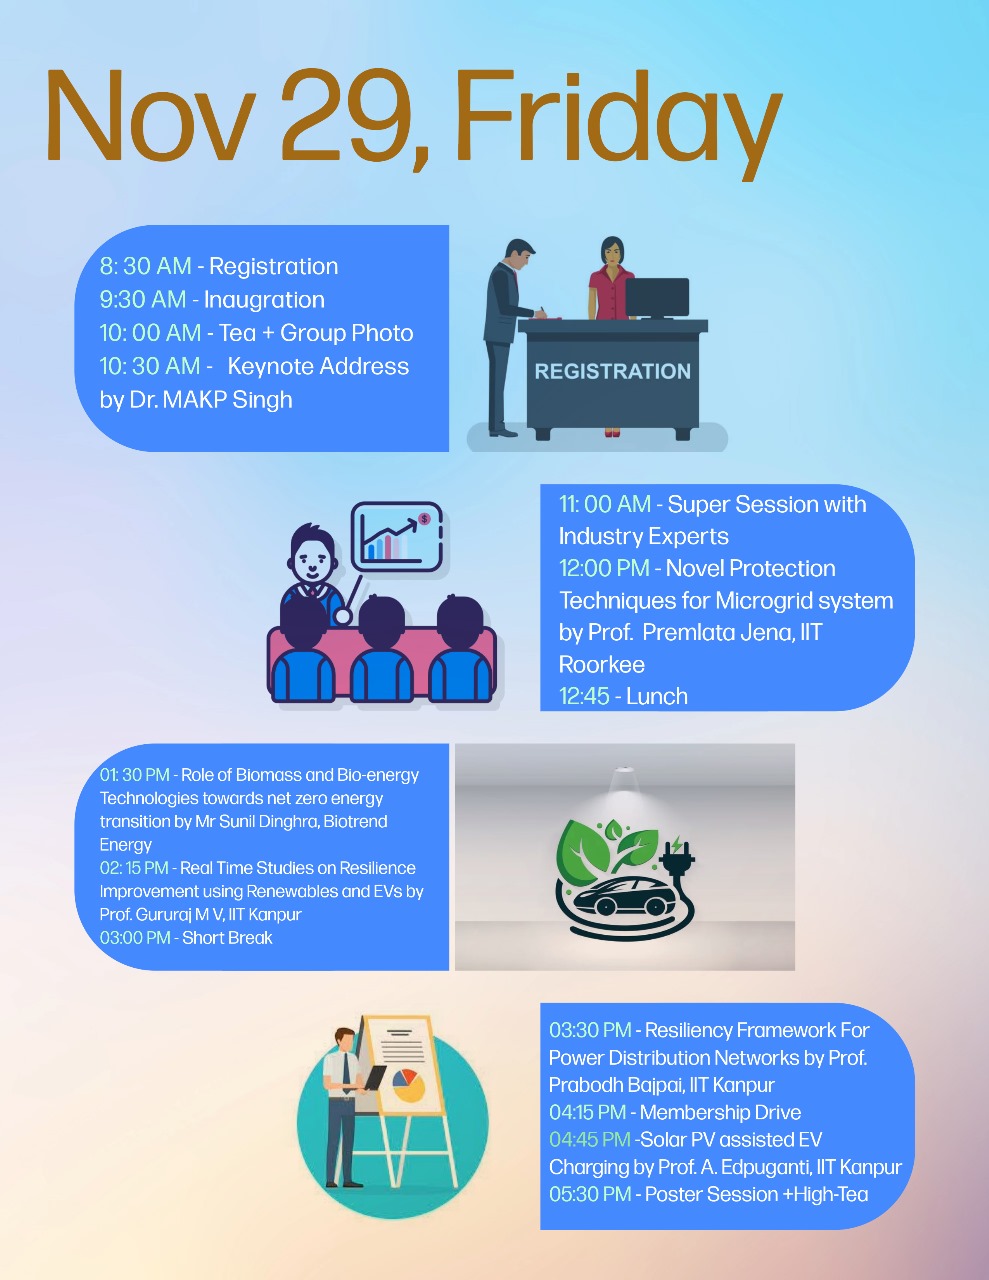 Nov 29, Friday
8: 30 AM - Registration
9:30 AM - Inaugration
10: 00 AM - Tea + Group Photo
10: 30 AM -   Keynote Address
by Dr. MAKP Singh
REGISTRATION
$
11: 00 AM - Super Session with
Industry Experts
12:00 PM - Novel Protection
Techniques for Microgrid system
by Prof.  Premlata Jena, IIT
Roorkee
12:45 - Lunch
01: 30 PM - Role of Biomass and Bio-energy
Technologies towards net zero energy
transition by Mr Sunil Dinghra, Biotrend
Energy
02: 15 PM - Real Time Studies on Resilience
Improvement using Renewables and EVs by
Prof. Gururaj M V, IIT Kanpur
03:00 PM - Short Break
03:30 PM - Resiliency Framework For
Power Distribution Networks by Prof.
Prabodh Bajpai, IIT Kanpur
04:15 PM - Membership Drive
04:45 PM -Solar PV assisted EV
Charging by Prof. A. Edpuganti, IIT Kanpur
05:30 PM - Poster Session +High-Tea